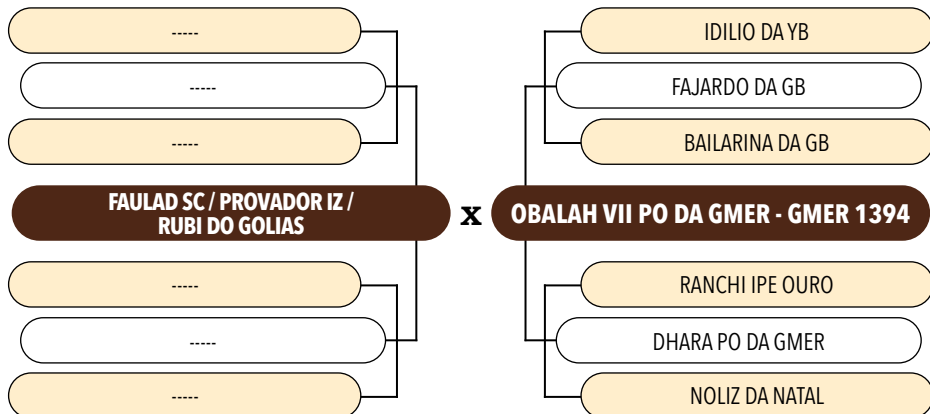 -----
-----
-----
FAULAD SC / PROVADOR IZ /
RUBI DO GOLIAS
-----
-----
-----
x
IDILIO DA YB
FAJARDO DA GB
BAILARINA DA GB
OBALAH VII PO DA GMER - GMER 1394
RANCHI IPE OURO
DHARA PO DA GMER
NOLIZ DA NATAL